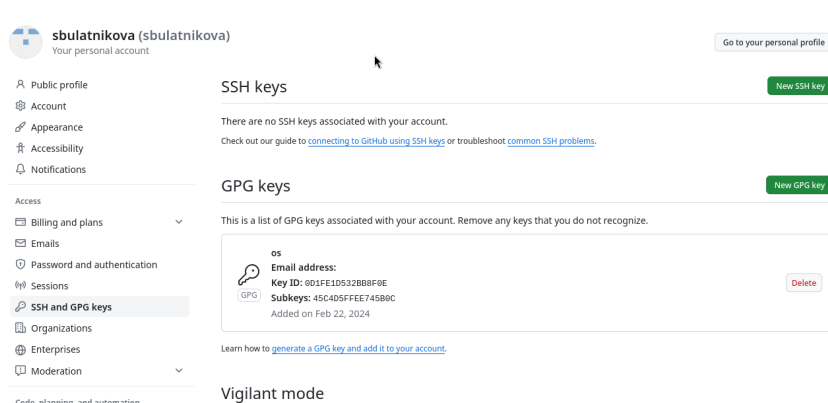 sbulatnikova (sbulatnikova)
Your personal account
Go to your personal profile
Public profile
Account
Appearance
Accessibility
Notifications
Access
Billing and plans
Emails
Password and authentication
Sessions
SSH and GPG keys
Organizations
Enterprises
Moderation
Code, planning, and automation
SSH keys
New SSH key
There are no SSH keys associated with your account.
Check out our guide to connecting to GitHub using SSH keys or troubleshoot common SSH problems.
GPG keys
New GPG key
This is a list of GPG keys associated with your account. Remove any keys that you do not recognize.
GPG
os
Email address:
Key ID: 0D1FE1D532BB8F0E
Subkeys: 45C4D5FFEE745B0C
Added on Feb 22, 2024
Delete
Learn how to generate a GPG key and add it to your account.
Vigilant mode